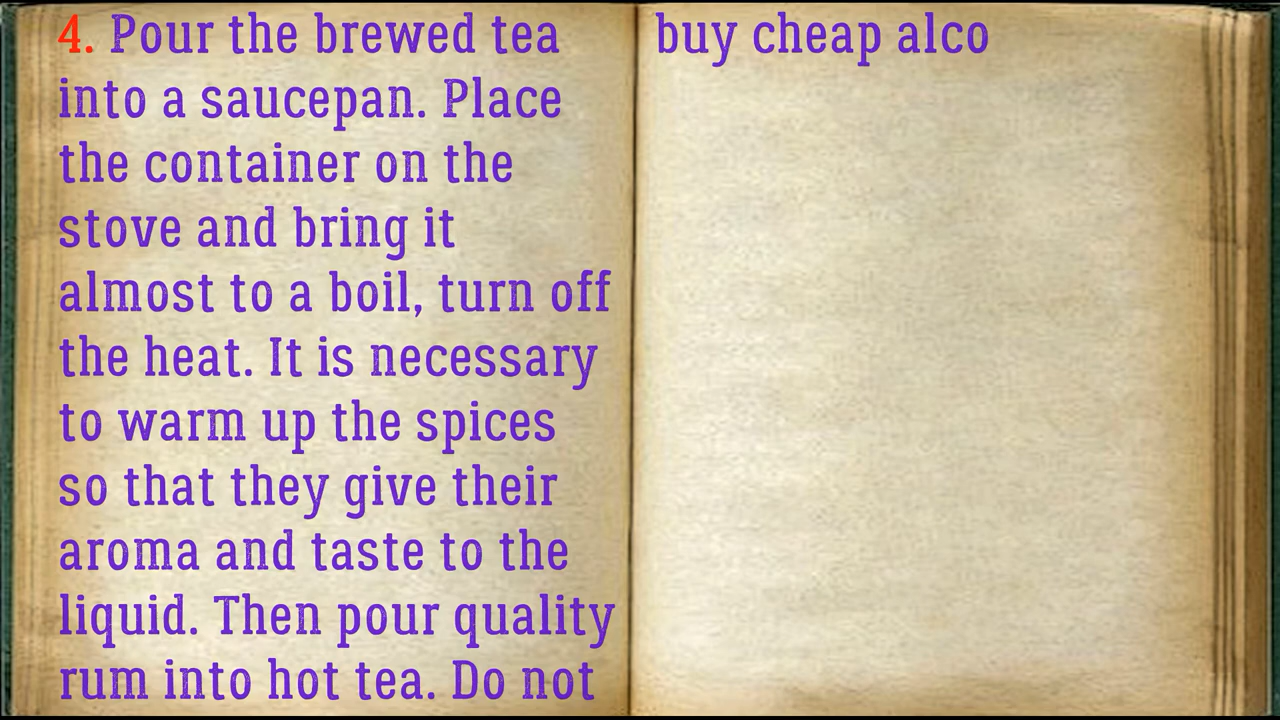 4. Pour the brewed tea
into a saucepan. Place
the container on the
stove and bring it
almost to a boil, turn off
the heat. It is necessary
to warm up the spices
so that they give their
aroma and taste to the
liquid. Then pour quality
rum into hot tea. Do not
buy cheap alco